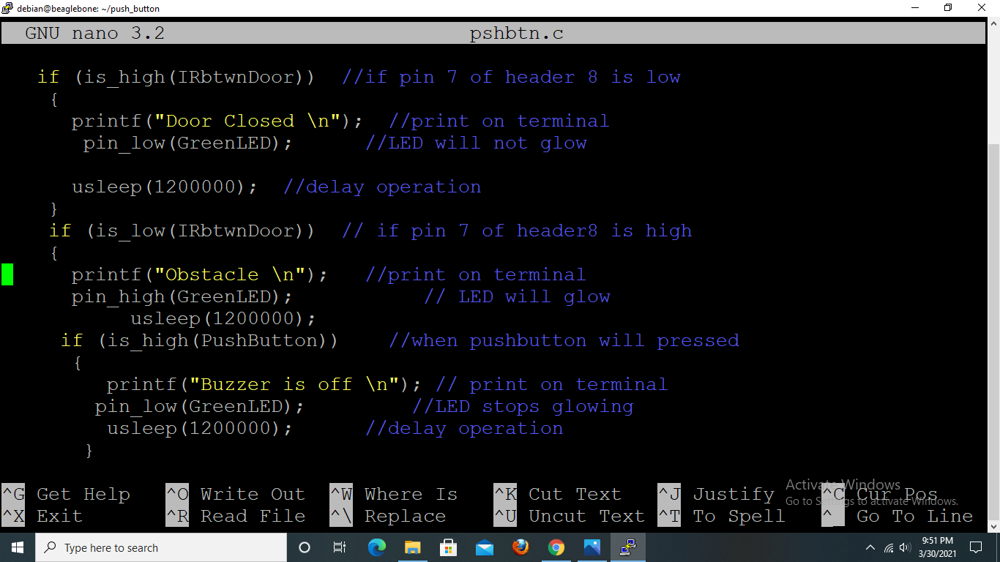 debian@beaglebone: ~/push_button
GNU nano 3.2 pshbtn.c
if (is_high(IRbtwnDoor)) //if pin 7 of header 8 is low
{
printf("Door Closed \n"); //print on terminal
pin_low(GreenLED); //LED will not glow
usleep(1200000); //delay operation
}
if (is_low(IRbtwnDoor)) // if pin 7 of header8 is high
{
printf("Obstacle \n"); //print on terminal
pin_high(GreenLED); // LED will glow
usleep(1200000);
if (is_high(PushButton)) //when pushbutton will pressed
{
printf("Buzzer is off \n"); // print on terminal
pin_low(GreenLED); //LED stops glowing
usleep(1200000); //delay operation
}
Activate Windows
Go to Settings to activate Windows.
^G Get Help ^O Write Out ^W Where Is ^K Cut Text ^J Justify ^C Cur Pos
^X Exit ^R Read File ^\ Replace ^U Uncut Text ^T To Spell ^_ Go To Line
Type here to search
9:51 PM
3/30/2021